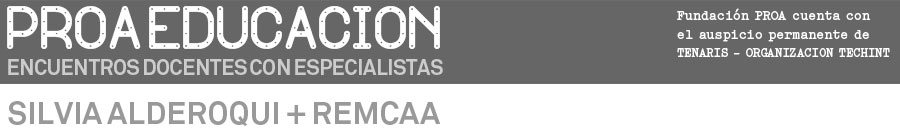 PROA EDUCACION
ENCUENTROS DOCENTES CON ESPECIALISTAS
Fundación PROA cuenta con
el auspicio permanente de
TENARIS - ORGANIZACION TECHINT
SILVIA ALDEROQUI + REMCAA